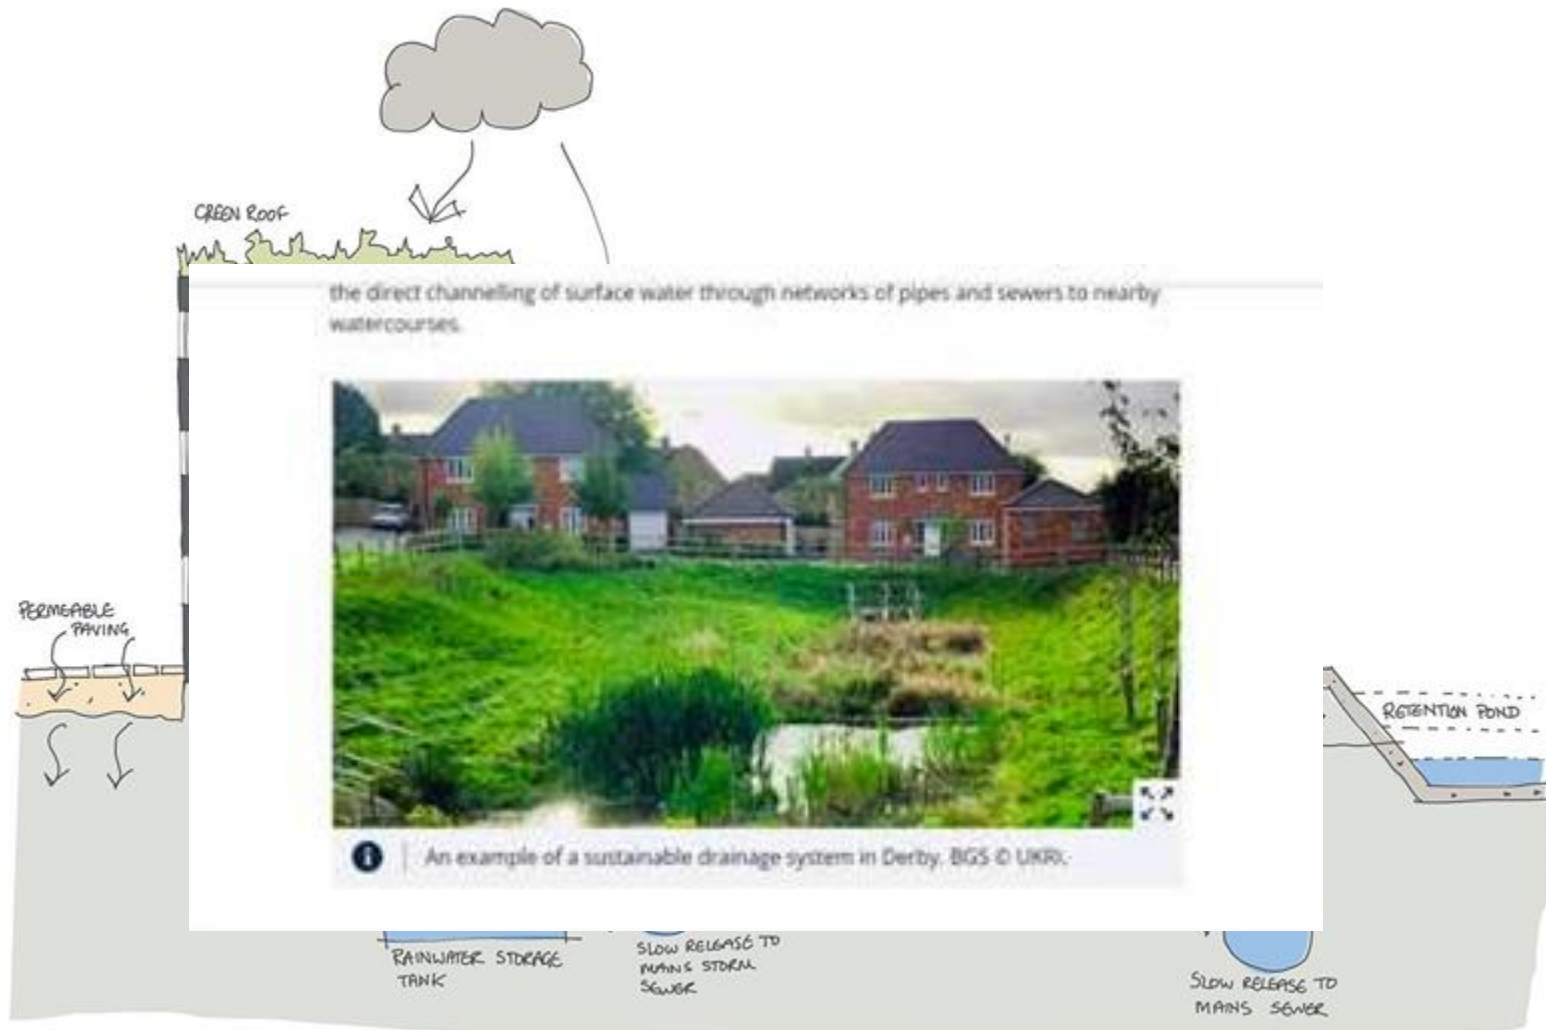 GREEN ROOF
the direct channelling of surface water through networks of pipes and sewers to nearby
watercourses.
PERMEABLE
PAVING
RETENTION POND
An example of a sustainable drainage system in Derby. BGS © UKRI.
RAINWATER STORAGE
TANK
SLOW RELEASE TO
MAINS STORM
SEWER
SLOW RELEASE TO
MAINS SEWER